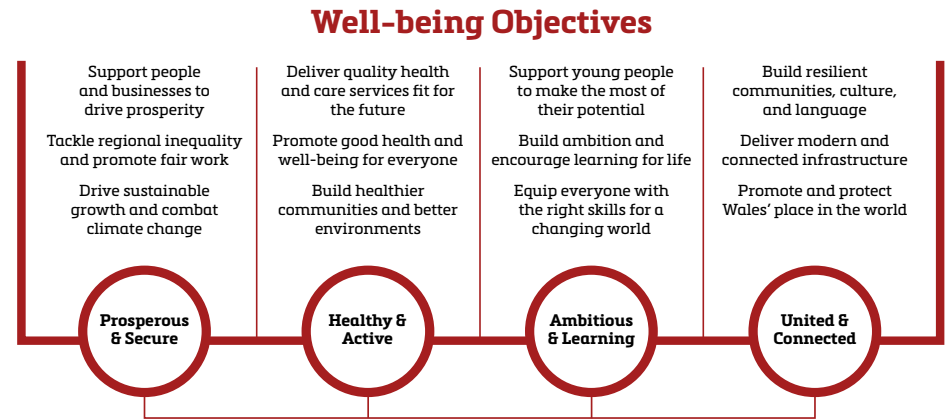 Well-being Objectives
Support people
and businesses to
drive prosperity
Tackle regional inequality
and promote fair work
Drive sustainable
growth and combat
climate change
Prosperous
& Secure
Deliver quality health
and care services fit for
the future
Promote good health and
well-being for everyone
Build healthier
communities and better
environments
Healthy &
Active
Support young people
to make the most of
their potential
Build ambition and
encourage learning for life
Equip everyone with
the right skills for a
changing world
Ambitious
& Learning
Build resilient
communities, culture,
and language
Deliver modern and
connected infrastructure
Promote and protect
Wales' place in the world
United &
Connected